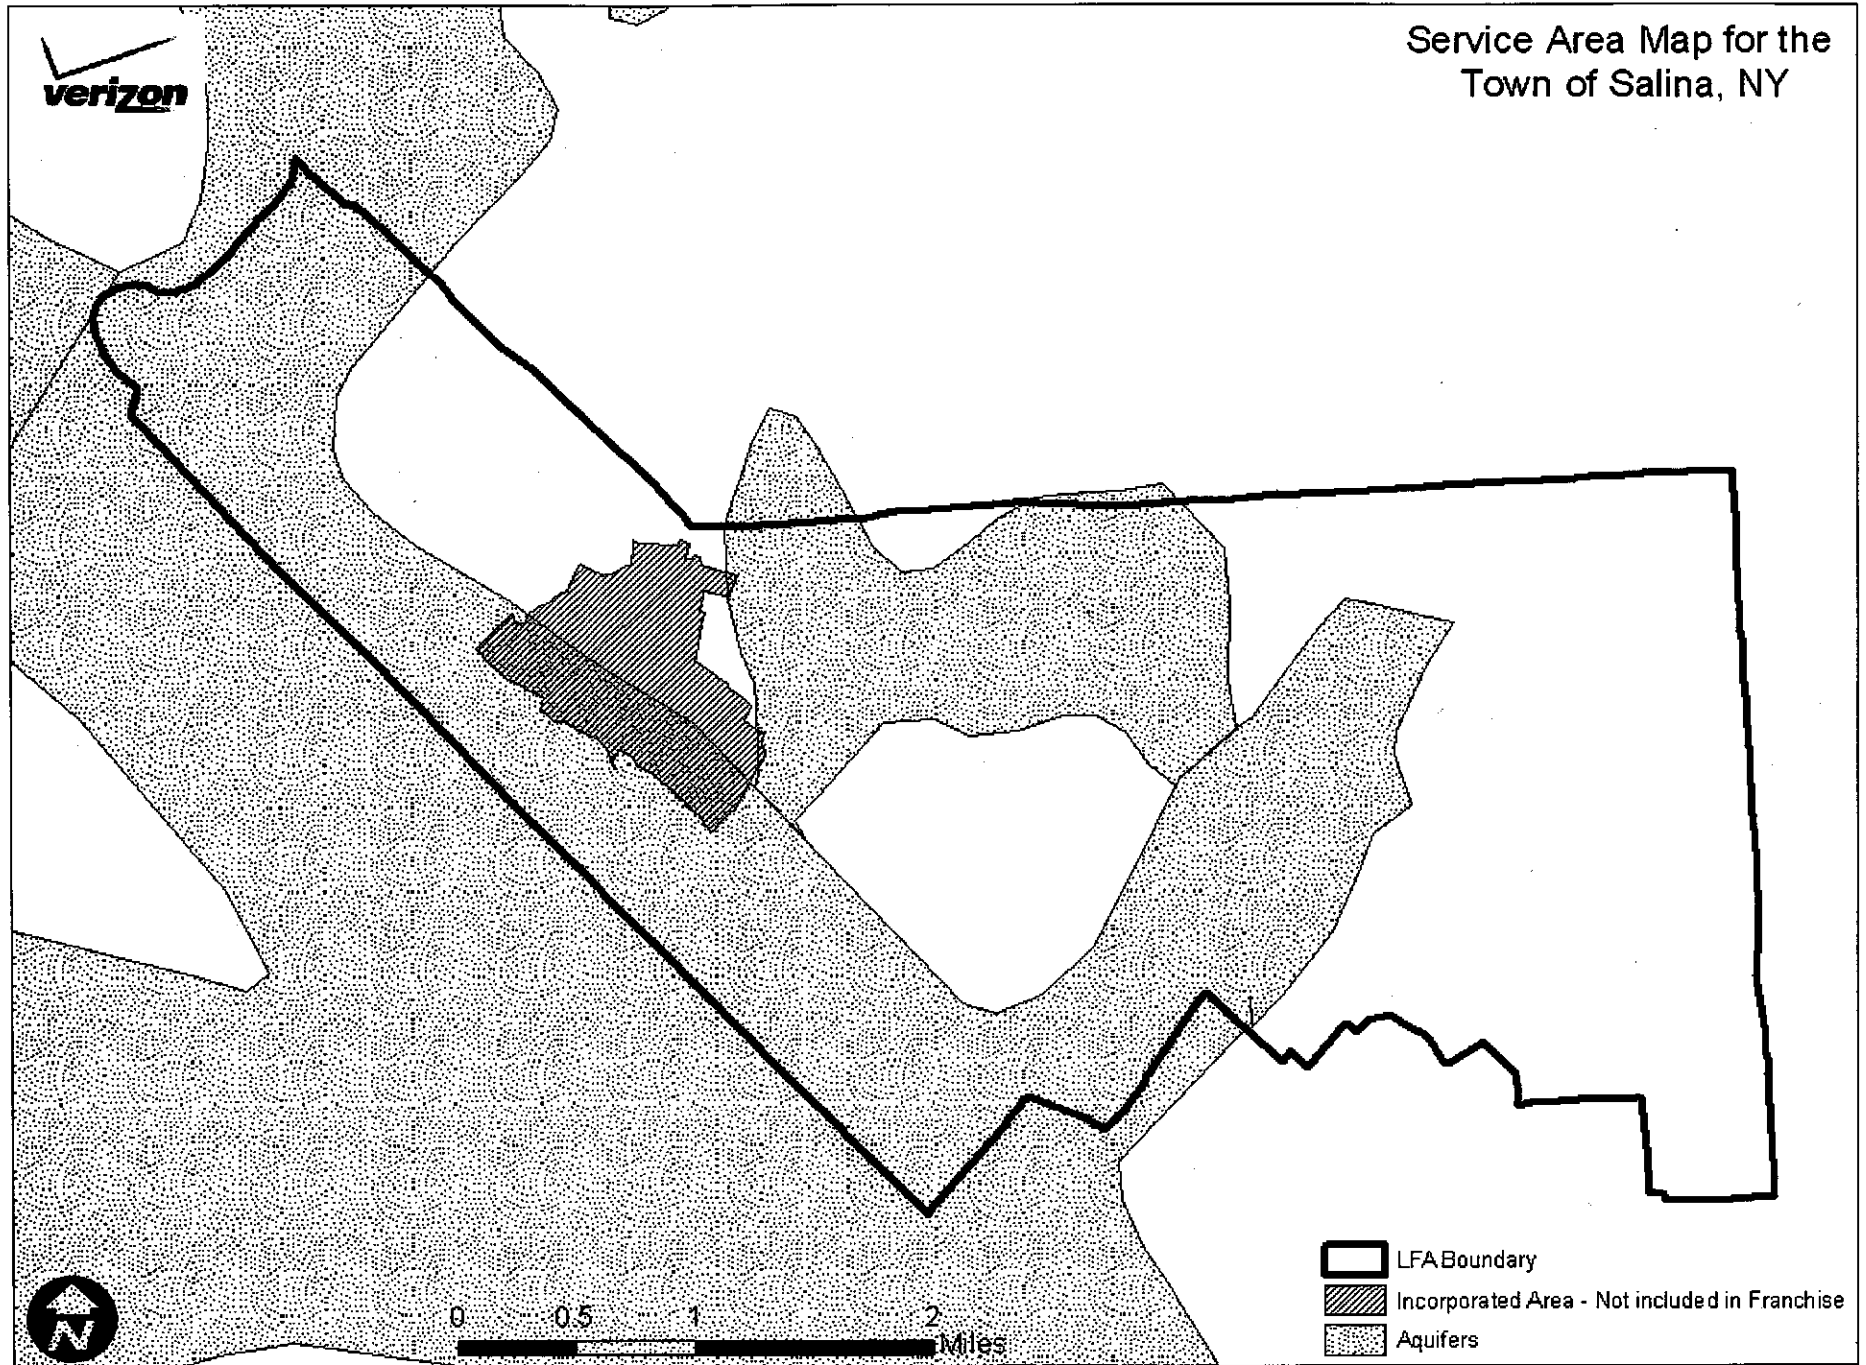 verizon
Service Area Map for the
Town of Salina, NY
LFA Boundary
Incorporated Area - Not included in Franchise
Aquifers
0 0.5 1 2
Miles
N